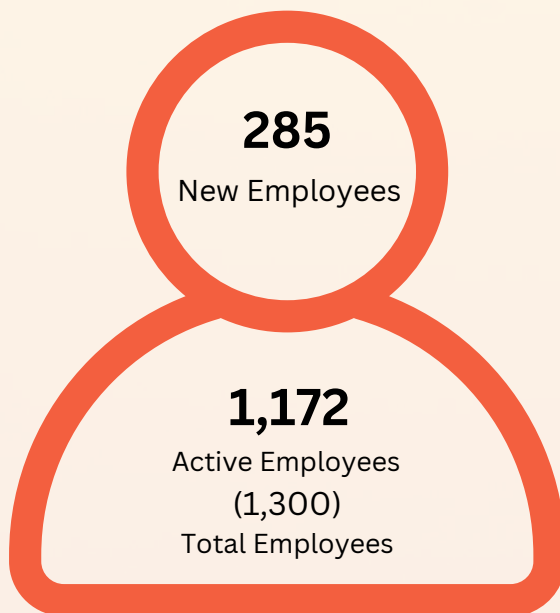 285
New Employees
1,172
Active Employees
(1,300)
Total Employees